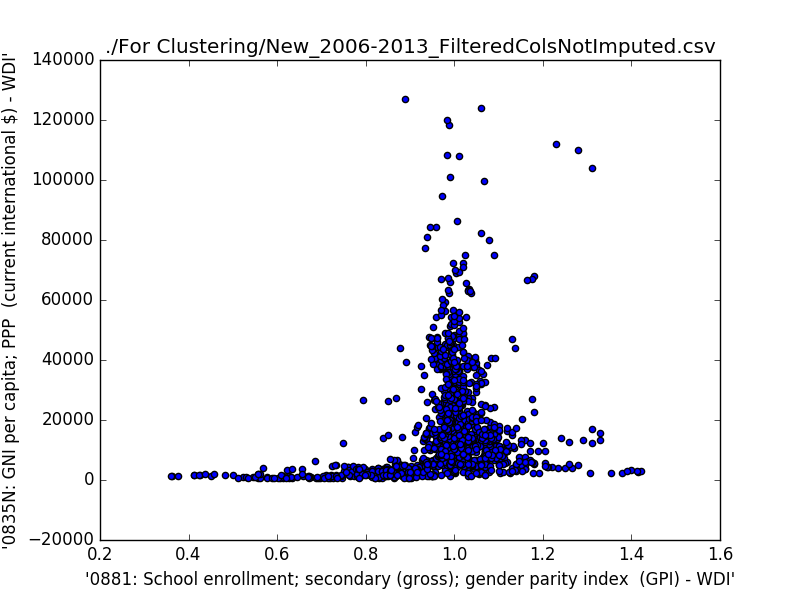 ./For Clustering/New_2006-2013_FilteredColsNotImputed.csv
'0835N: GNI per capita; PPP  (current international $) - WDI'
140000
120000
100000
80000
60000
40000
20000
0
−20000
0.2 0.4 0.6 0.8 1.0 1.2 1.4 1.6
'0881: School enrollment; secondary (gross); gender parity index  (GPI) - WDI'